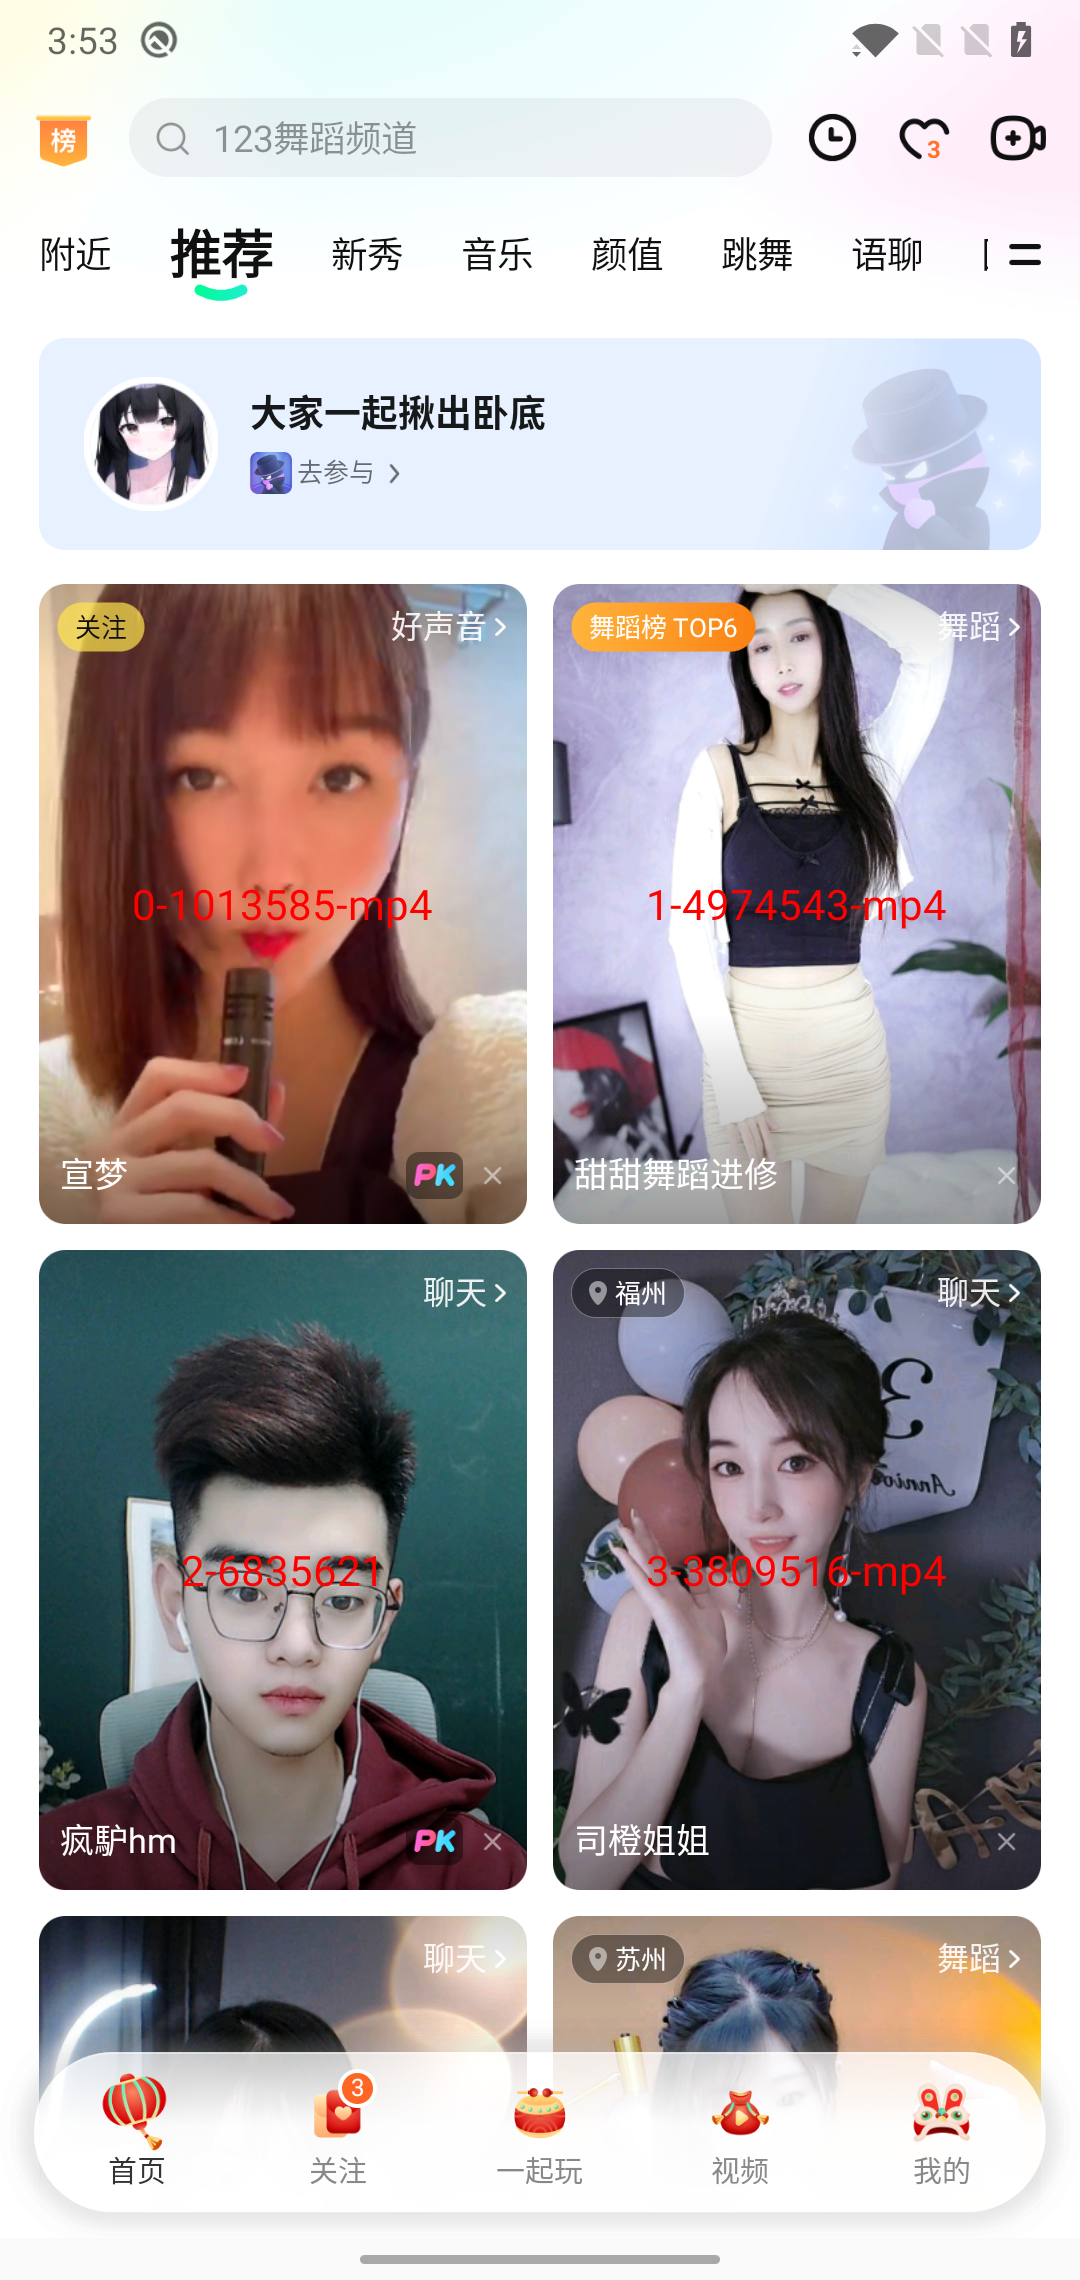 3:53
榜
123舞蹈频道
3
附近 推荐 新秀 音乐 颜值 跳舞 语聊
大家一起揪出卧底
去参与
关注
好声音
0-1013585-mp4
宣梦
PK
舞蹈榜 TOP6
舞蹈
1-4974543-mp4
甜甜舞蹈进修
聊天
2-6835621
疯馿hm
PK
福州
聊天
3
3-3809516-mp4
司橙姐姐
聊天
苏州
舞蹈
3
首页 关注 一起玩 视频 我的